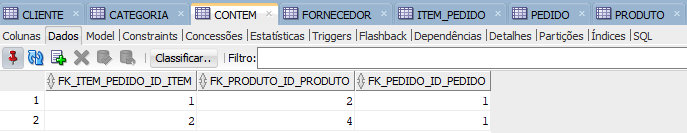 CLIENTE CATEGORIA CONTEM FORNECEDOR ITEM_PEDIDO PEDIDO PRODUTO
Colunas Dados Model Constraints Concessões Estatísticas Triggers Flashback Dependências Detalhes Partições Índices SQL
Classificar.. Filtro:
FK_ITEM_PEDIDO_ID_ITEM FK_PRODUTO_ID_PRODUTO FK_PEDIDO_ID_PEDIDO
1 1 2 1
2 2 4 1